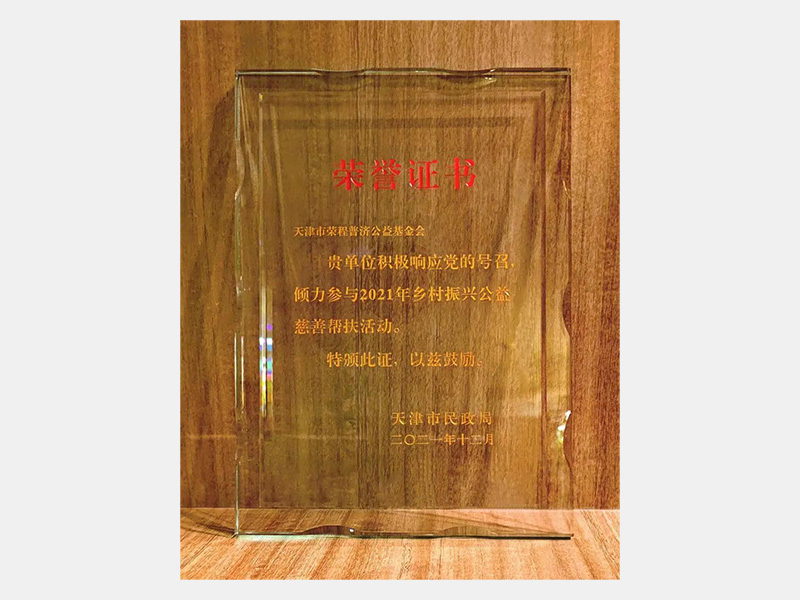 荣誉证书
天津市荣程普济公益基金会
贵单位积极响应党的号召，
倾力参与2021年乡村振兴公益
慈善帮扶活动。
特颁此证，以兹鼓励。
天津市民政局
二〇二一年十二月